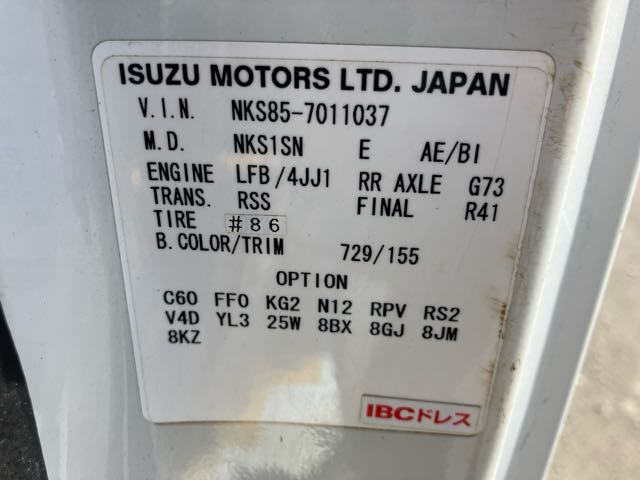 ISUZU MOTORS LTD. JAPAN
V.I.N. NKS85-7011037
M.D. NKS1SN E AE/BI
ENGINE LFB/4JJ1 RR AXLE G73
TRANS. RSS FINAL R41
TIRE #86
B.COLOR/TRIM 729/155
OPTION
C60 FF0 KG2 N12 RPV RS2
V4D YL3 25W 8BX 8GJ 8JM
8KZ
IBCドレス